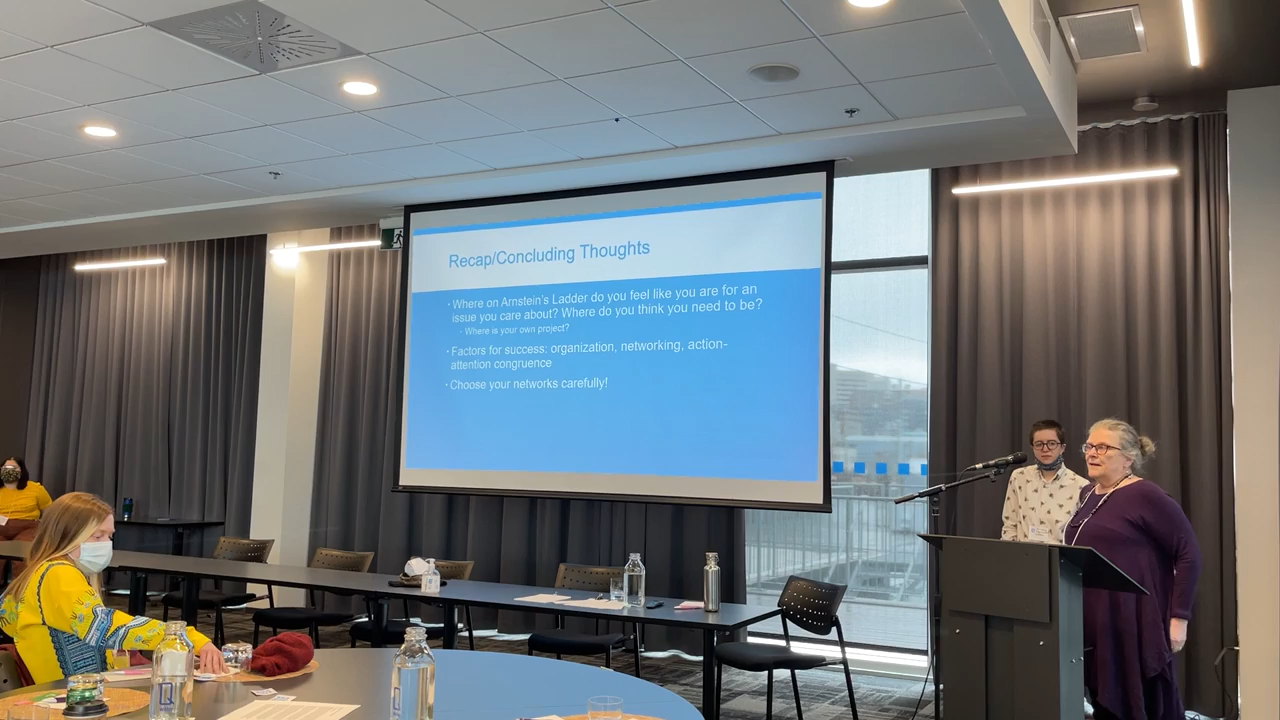 Recap/Concluding Thoughts
· Where on Arnstein's Ladder do you feel like you are for an
issue you care about? Where do you think you need to be?
- Where is your own project?
· Factors for success: organization, networking, action-
attention congruence
· Choose your networks carefully!